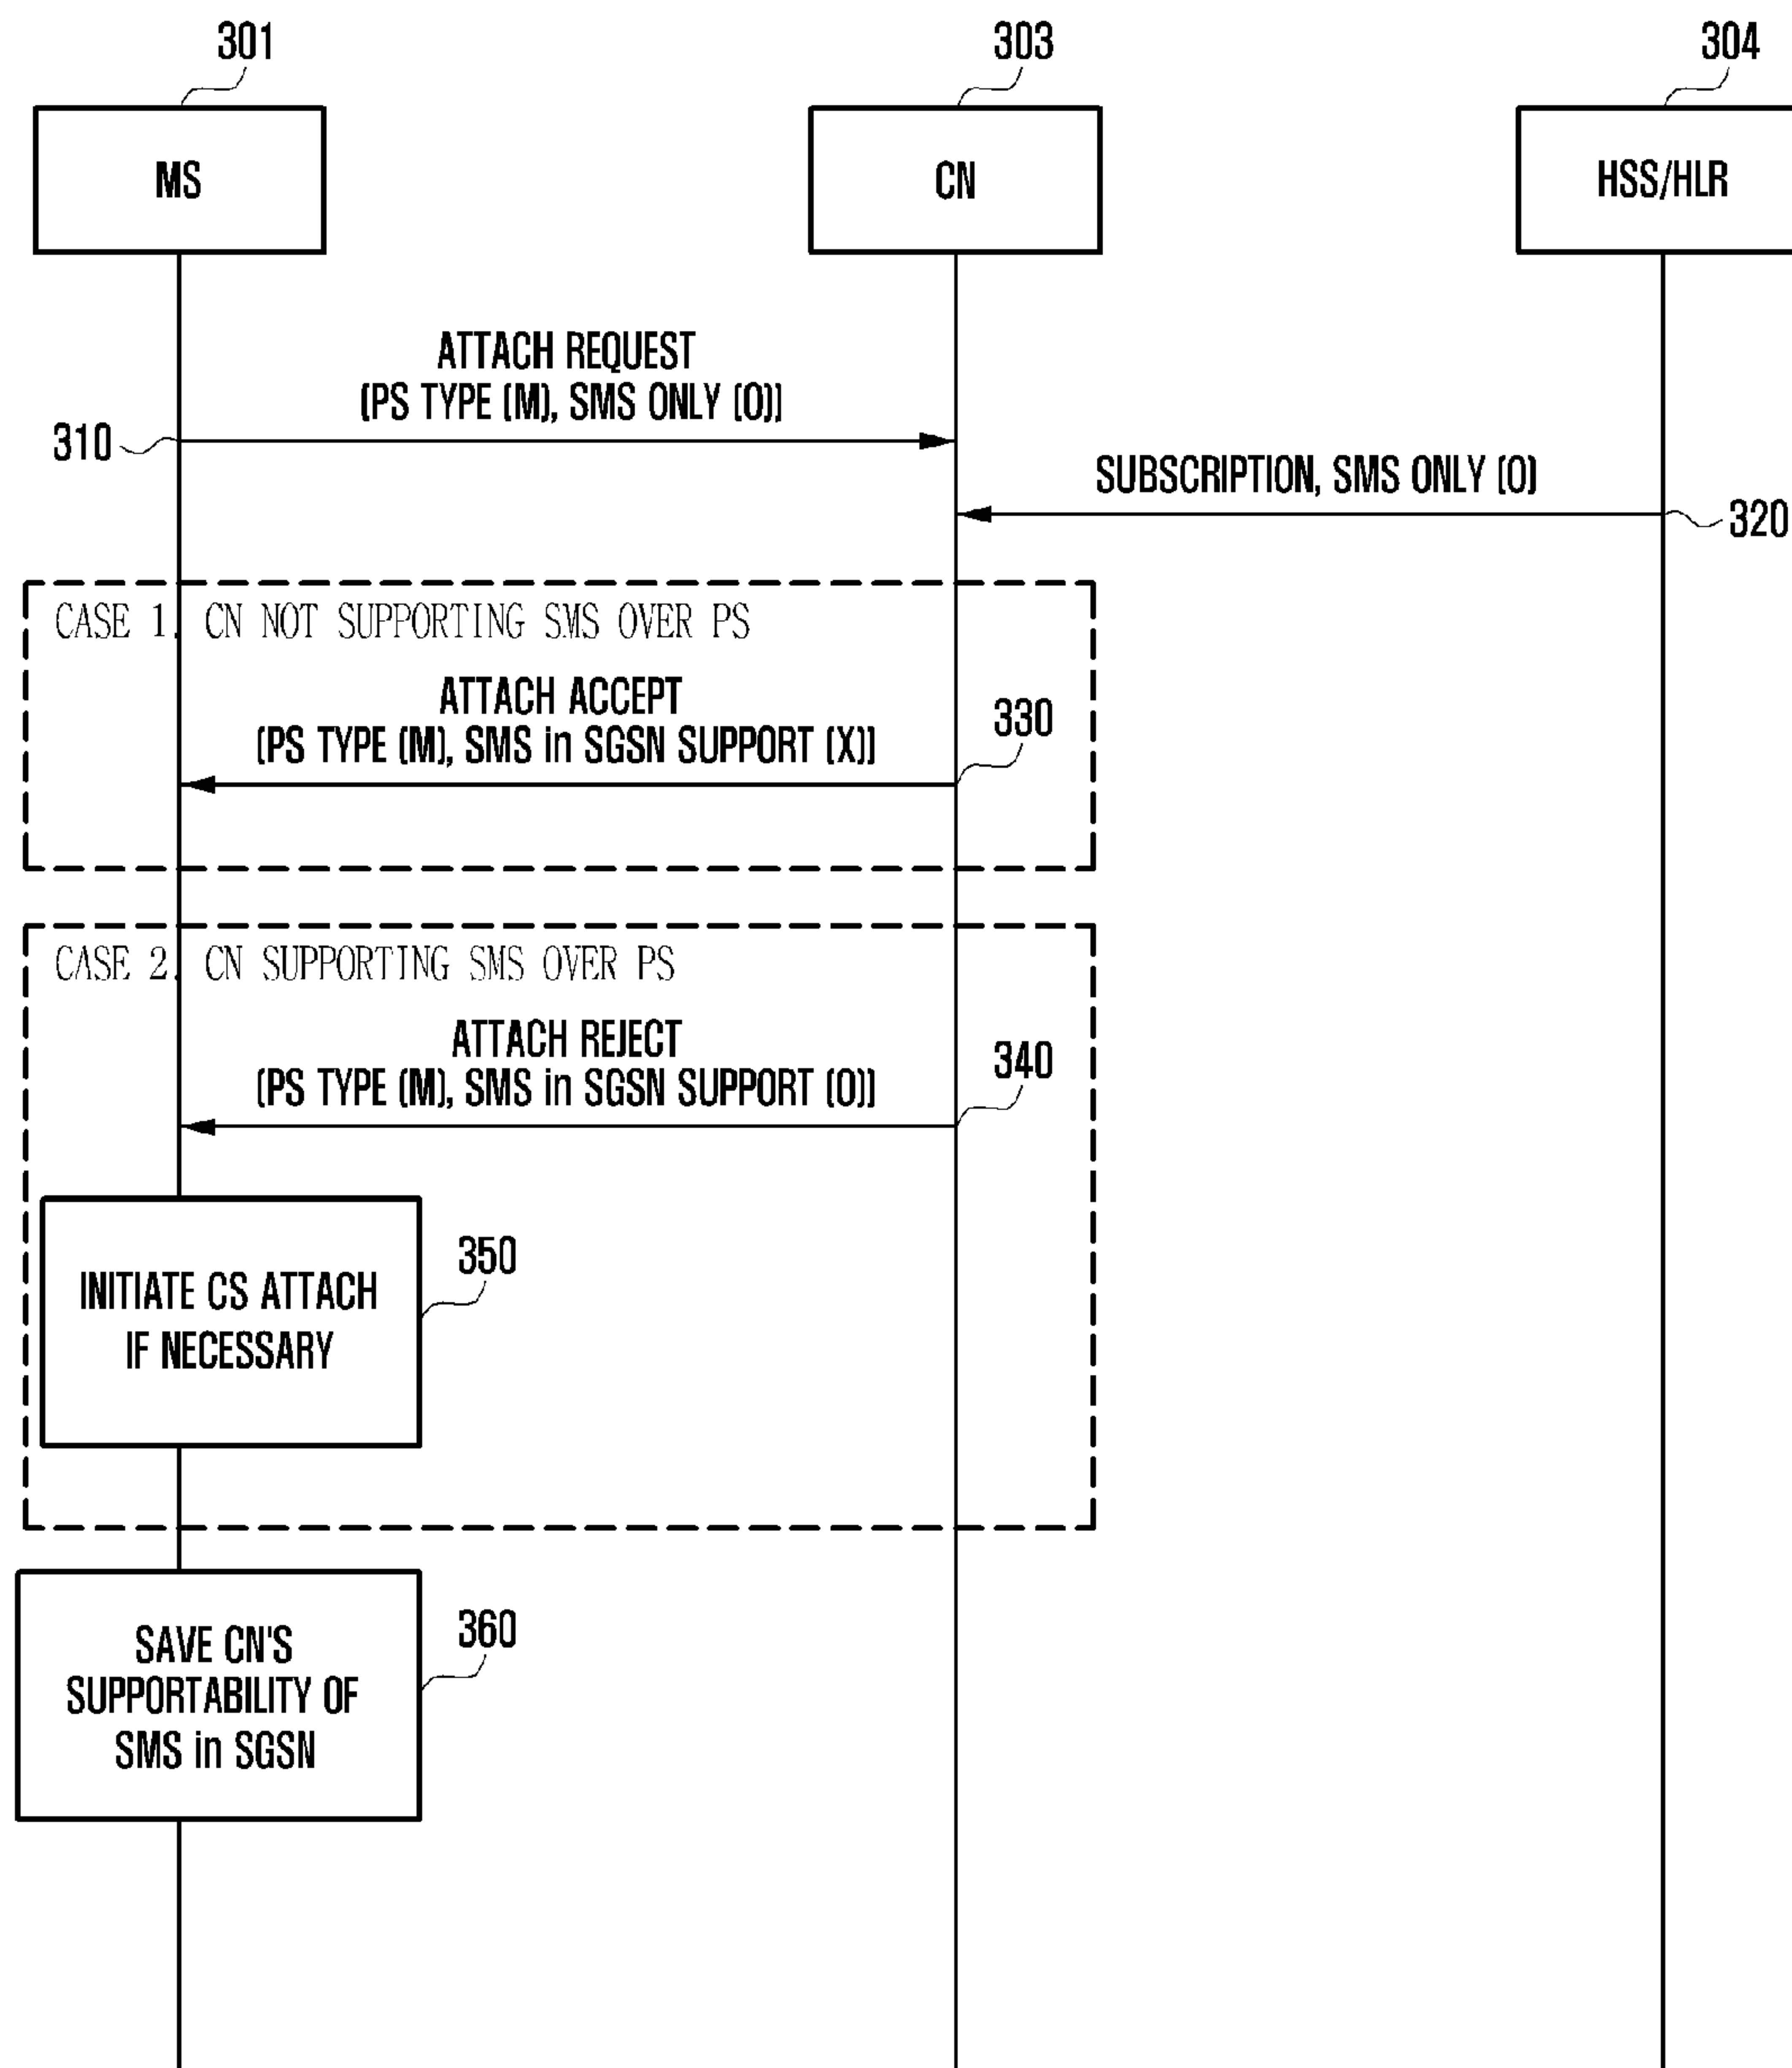 301
303
304
MS
CN
HSS/HLR
ATTACH REQUEST
(PS TYPE (M), SMS ONLY (O))
310
SUBSCRIPTION, SMS ONLY (O)
320
CASE 1. CN NOT SUPPORTING SMS OVER PS
ATTACH ACCEPT
(PS TYPE (M), SMS in SGSN SUPPORT (X))
330
CASE 2. CN SUPPORTING SMS OVER PS
ATTACH REJECT
(PS TYPE (M), SMS in SGSN SUPPORT (O))
340
INITIATE CS ATTACH
IF NECESSARY
350
SAVE CN'S
SUPPORTABILITY OF
SMS in SGSN
360